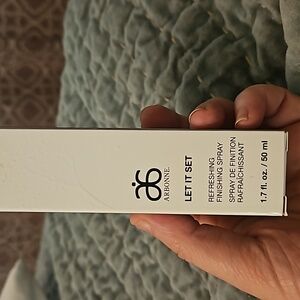 ARBONNE.
LET IT SET
REFRESHING
FINISHING SPRAY
SPRAY DE FINITION
RAFRAÎCHISSANT
1.7 fl. oz. / 50 ml